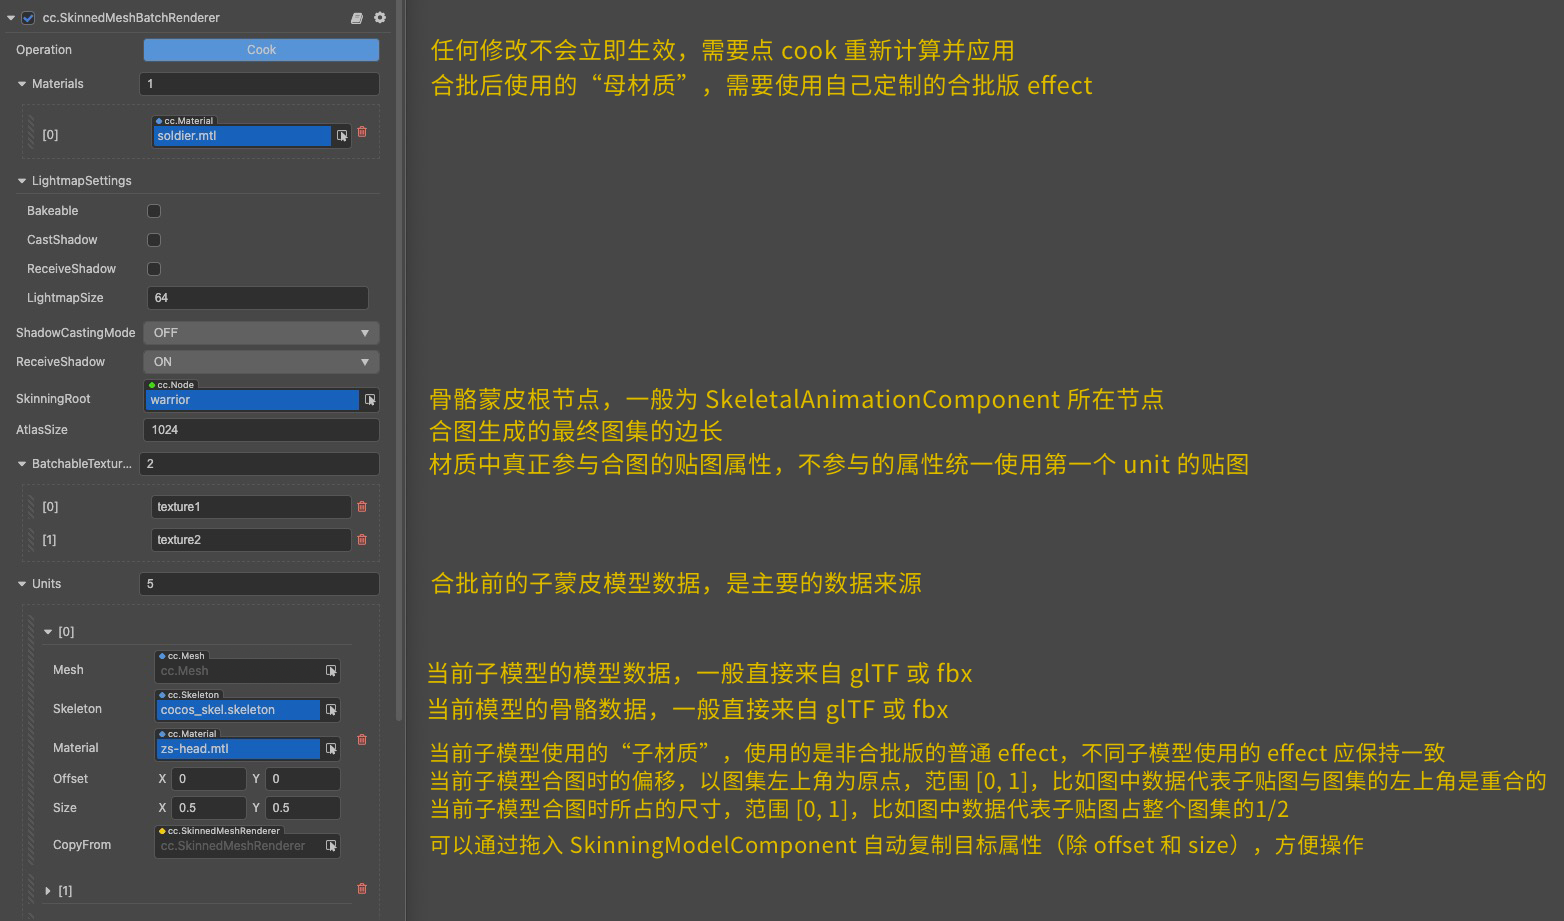 cc.SkinnedMeshBatchRenderer
Operation
Cook
任何修改不会立即生效，需要点 cook 重新计算并应用
Materials
1
合批后使用的“母材质”，需要使用自己定制的合批版 effect
[0]
cc.Material
soldier.mtl
LightmapSettings
Bakeable
CastShadow
ReceiveShadow
LightmapSize
64
ShadowCastingMode
OFF
ReceiveShadow
ON
SkinningRoot
cc.Node
warrior
骨骼蒙皮根节点，一般为 SkeletalAnimationComponent 所在节点
AtlasSize
1024
合图生成的最终图集的边长
BatchableTextur...
2
材质中真正参与合图的贴图属性，不参与的属性统一使用第一个 unit 的贴图
[0]
texture1
[1]
texture2
Units
5
合批前的子蒙皮模型数据，是主要的数据来源
[0]
Mesh
cc.Mesh
cc.Mesh
当前子模型的模型数据，一般直接来自 glTF 或 fbx
Skeleton
cc.Skeleton
cocos_skel.skeleton
当前模型的骨骼数据，一般直接来自 glTF 或 fbx
Material
cc.Material
zs-head.mtl
当前子模型使用的“子材质”，使用的是非合批版的普通 effect，不同子模型使用的 effect 应保持一致
Offset
X 0 Y 0
当前子模型合图时的偏移，以图集左上角为原点，范围 [0, 1]，比如图中数据代表子贴图与图集的左上角是重合的
Size
X 0.5 Y 0.5
当前子模型合图时所占的尺寸，范围 [0, 1]，比如图中数据代表子贴图占整个图集的1/2
CopyFrom
cc.SkinnedMeshRenderer
cc.SkinnedMeshRenderer
可以通过拖入 SkinningModelComponent 自动复制目标属性（除 offset 和 size），方便操作
[1]